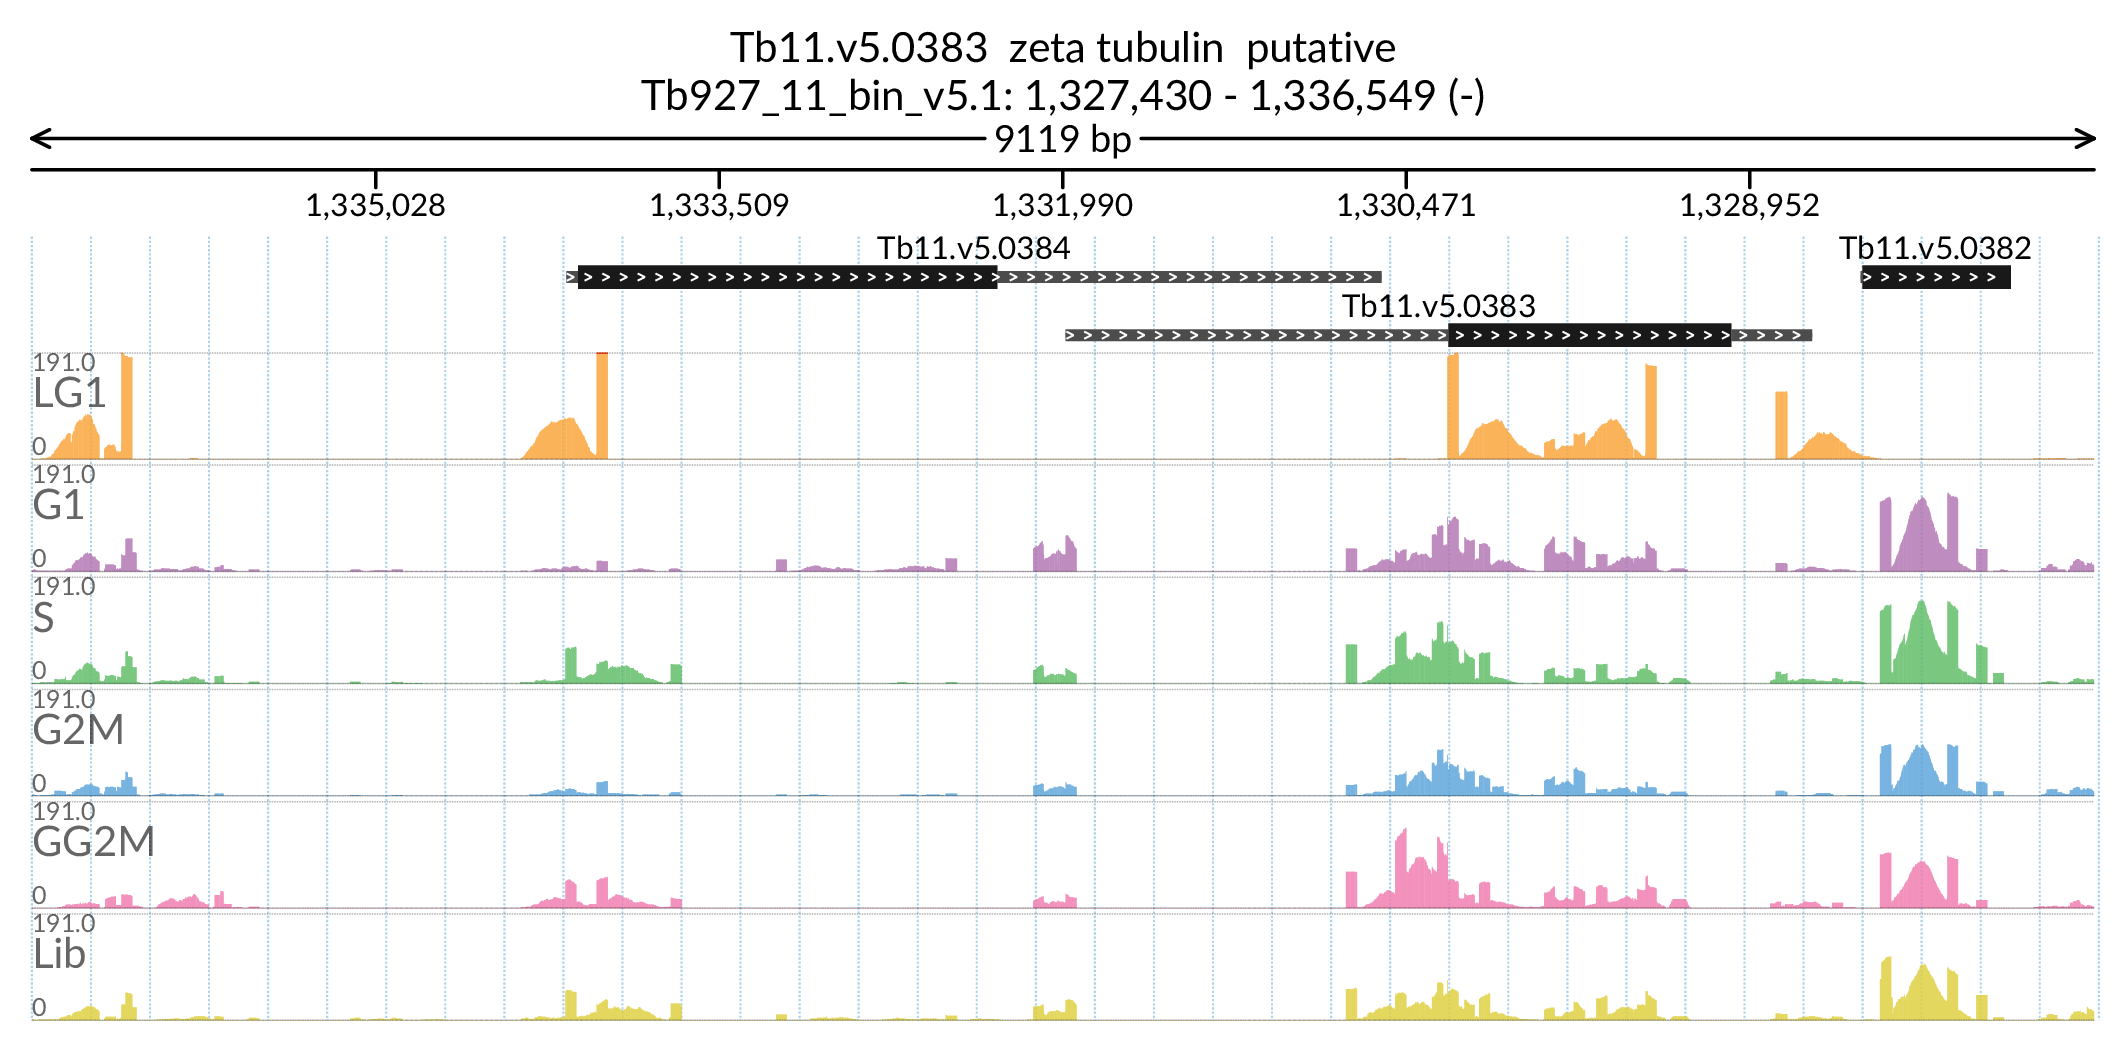 Tb11.v5.0383 zeta tubulin putative
Tb927_11_bin_v5.1: 1,327,430 - 1,336,549 (-)
9119 bp
1,335,028 1,333,509 1,331,990 1,330,471 1,328,952
Tb11.v5.0384 Tb11.v5.0382
Tb11.v5.0383
191.0
LG1
0
191.0
G1
0
191.0
S
0
191.0
G2M
0
191.0
GG2M
0
191.0
Lib
0